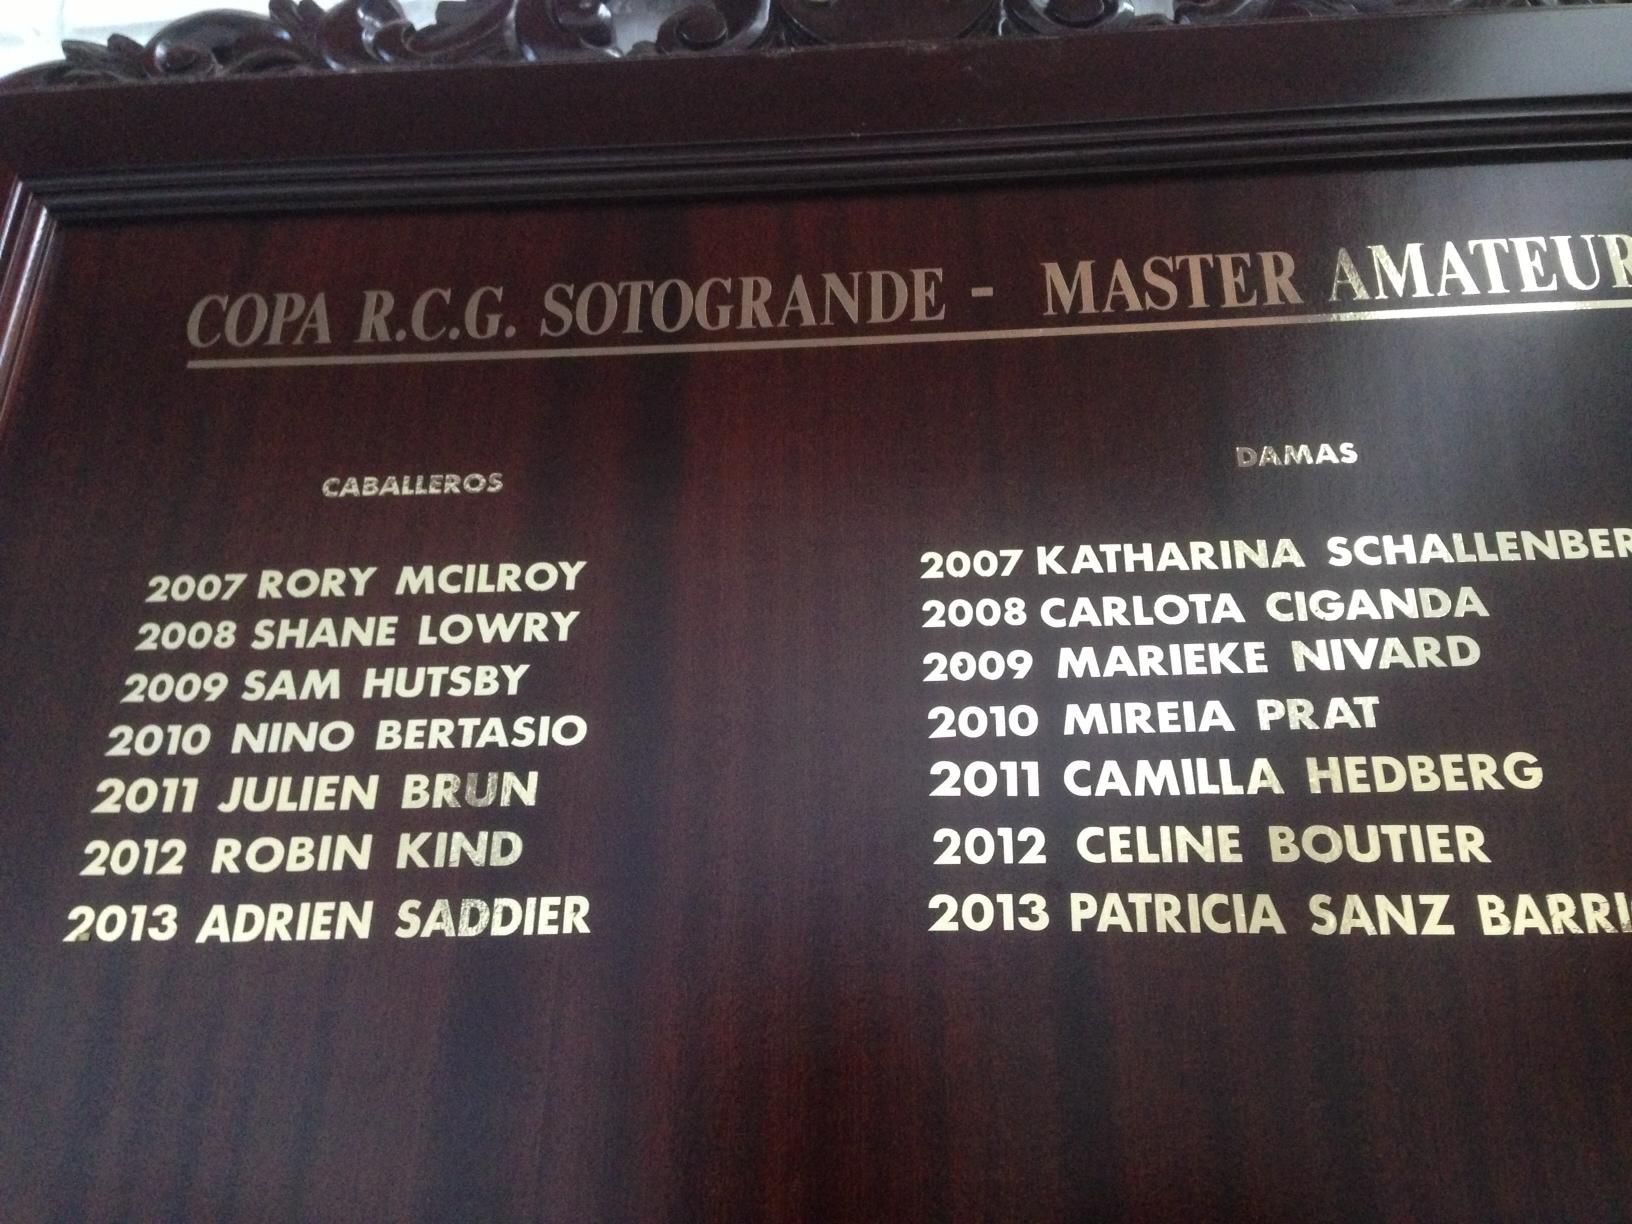 COPA R.C.G. SOTOGRANDE - MASTER AMATEUR
CABALLEROS
2007 RORY MCILROY
2008 SHANE LOWRY
2009 SAM HUTSBY
2010 NINO BERTASIO
2011 JULIEN BRUN
2012 ROBIN KIND
2013 ADRIEN SADDIER
DAMAS
2007 KATHARINA
2008 CARLOTA CIGANDA
2009 MARIEKE NIVARD
2010 MIREIA PRAT
2011 CAMILLA HEDBERG
2012 CELINE BOUTIER
2013 PATRICIA SANZ